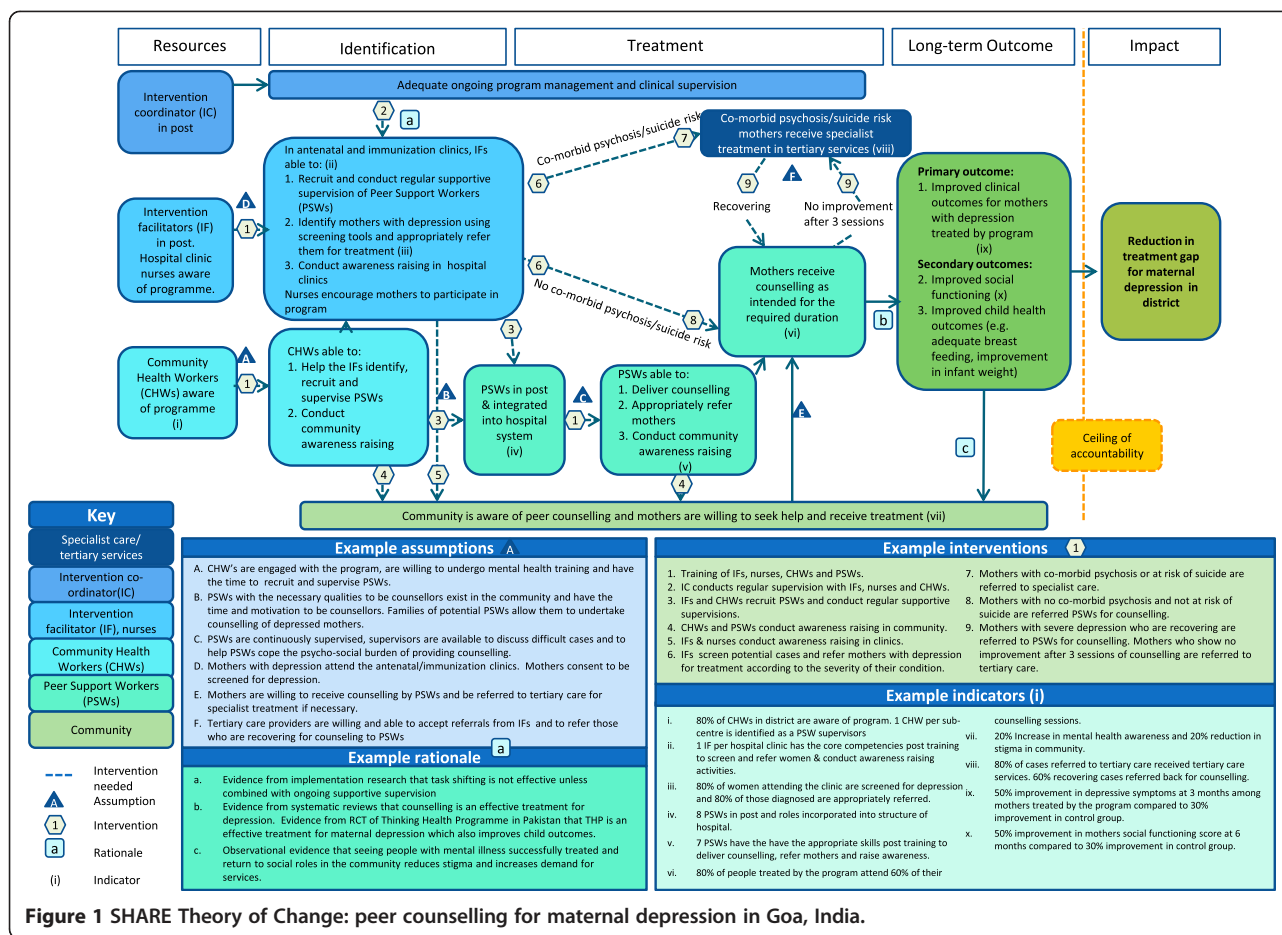 Resources
Identification
Treatment
Long-term Outcome
Impact
Intervention
coordinator (IC)
in post
Adequate ongoing program management and clinical supervision
2
a
In antenatal and immunization clinics, IFs
able to: (ii)
1. Recruit and conduct regular supportive
supervision of Peer Support Workers
(PSWs)
2. Identify mothers with depression using
screening tools and appropriately refer
them for treatment (iii)
3. Conduct awareness raising in hospital
clinics
Nurses encourage mothers to participate in
program
Intervention
facilitators (IF)
in post.
Hospital clinic
nurses aware
of programme.
D
1
6
Co-morbid psychosis/suicide risk
7
Co-morbid psychosis/suicide risk
mothers receive specialist
treatment in tertiary services (viii)
9
F
9
Recovering
No improvement
after 3 sessions
6
No co-morbid psychosis/suicide risk
8
Mothers receive
counselling as
intended for the
required duration
(vi)
b
Primary outcome:
1. Improved clinical
outcomes for mothers
with depression
treated by program
(ix)
Secondary outcomes:
2. Improved social
functioning (x)
3. Improved child health
outcomes (e.g.
adequate breast
feeding, improvement
in infant weight)
Reduction in
treatment gap
for maternal
depression in
district
Community
Health Workers
(CHWs) aware
of programme
(i)
A
1
CHWs able to:
1. Help the IFs identify,
recruit and
supervise PSWs
2. Conduct
community
awareness raising
3
B
3
PSWs in post
& integrated
into hospital
system
(iv)
C
1
PSWs able to:
1. Deliver counselling
2. Appropriately refer
mothers
3. Conduct community
awareness raising
(v)
E
c
Ceiling of
accountability
4
5
4
Community is aware of peer counselling and mothers are willing to seek help and receive treatment (vii)
Key
Specialist care/
tertiary services
Intervention co-
ordinator(IC)
Intervention
facilitator (IF), nurses
Community Health
Workers (CHWs)
Peer Support Workers
(PSWs)
Community
Intervention
needed
A
Assumption
1
Intervention
a
Rationale
(i)
Indicator
Example assumptions A
A. CHW's are engaged with the program, are willing to undergo mental health training and have
the time to recruit and supervise PSWs.
B. PSWs with the necessary qualities to be counsellors exist in the community and have the
time and motivation to be counsellors. Families of potential PSWs allow them to undertake
counselling of depressed mothers.
C. PSWs are continuously supervised, supervisors are available to discuss difficult cases and to
help PSWs cope the psycho-social burden of providing counselling.
D. Mothers with depression attend the antenatal/immunization clinics. Mothers consent to be
screened for depression.
E. Mothers are willing to receive counselling by PSWs and be referred to tertiary care for
specialist treatment if necessary.
F. Tertiary care providers are willing and able to accept referrals from IFs and to refer those
who are recovering for counseling to PSWs
Example rationale a
a. Evidence from implementation research that task shifting is not effective unless
combined with ongoing supportive supervision
b. Evidence from systematic reviews that counselling is an effective treatment for
depression. Evidence from RCT of Thinking Health Programme in Pakistan that THP is an
effective treatment for maternal depression which also improves child outcomes.
c. Observational evidence that seeing people with mental illness successfully treated and
return to social roles in the community reduces stigma and increases demand for
services.
Example interventions 1
1. Training of IFs, nurses, CHWs and PSWs.
2. IC conducts regular supervision with IFs, nurses and CHWs.
3. IFs and CHWs recruit PSWs and conduct regular supportive
supervisions.
4. CHWs and PSWs conduct awareness raising in community.
5. IFs & nurses conduct awareness raising in clinics.
6. IFs screen potential cases and refer mothers with depression
for treatment according to the severity of their condition.
7. Mothers with co-morbid psychosis or at risk of suicide are
referred to specialist care.
8. Mothers with no co-morbid psychosis and not at risk of
suicide are referred PSWs for counselling.
9. Mothers with severe depression who are recovering are
referred to PSWs for counselling. Mothers who show no
improvement after 3 sessions of counselling are referred to
tertiary care.
Example indicators (i)
i. 80% of CHWs in district are aware of program. 1 CHW per sub-
centre is identified as a PSW supervisors
ii. 1 IF per hospital clinic has the core competencies post training
to screen and refer women & conduct awareness raising
activities.
iii. 80% of women attending the clinic are screened for depression
and 80% of those diagnosed are appropriately referred.
iv. 8 PSWs in post and roles incorporated into structure of
hospital.
v. 7 PSWs have the have the appropriate skills post training to
deliver counselling, refer mothers and raise awareness.
vi. 80% of people treated by the program attend 60% of their
counselling sessions.
vii. 20% Increase in mental health awareness and 20% reduction in
stigma in community.
viii. 80% of cases referred to tertiary care received tertiary care
services. 60% recovering cases referred back for counselling.
ix. 50% improvement in depressive symptoms at 3 months among
mothers treated by the program compared to 30%
improvement in control group.
x. 50% improvement in mothers social functioning score at 6
months compared to 30% improvement in control group.
Figure 1 SHARE Theory of Change: peer counselling for maternal depression in Goa, India.